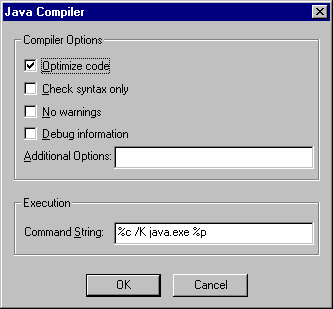 Java Compiler
Compiler Options
Optimize code
Check syntax only
No warnings
Debug information
Additional Options:
Execution
Command String: %c /K java.exe %p
OK Cancel